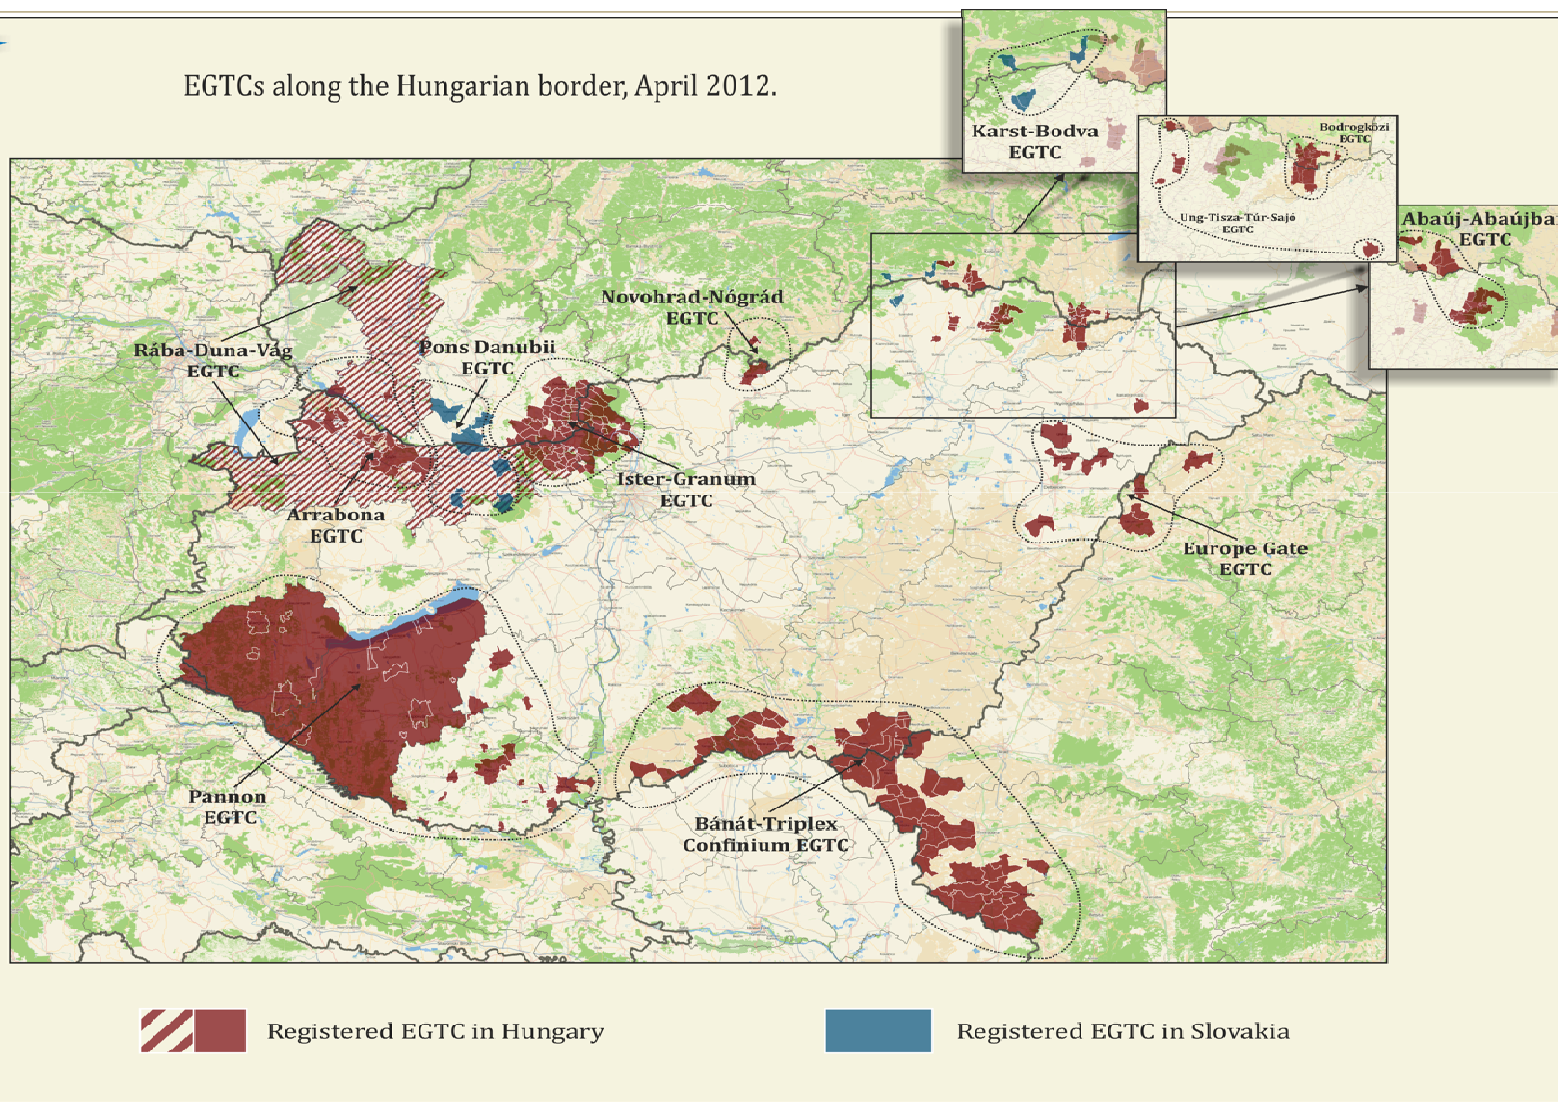 EGTCs along the Hungarian border, April 2012.
Karst-Bodva
EGTC
Bodrogközi
EGTC
Ung-Tisza-Túr-Sajó
EGTC
Abaúj-Abaújba
EGTC
Novohrad-Nógrád
EGTC
Rába-Duna-Vág
EGTC
Pons Danubii
EGTC
Ister-Granum
EGTC
Arrabona
EGTC
Europe Gate
EGTC
Pannon
EGTC
Bánát-Triplex
Confinium EGTC
Registered EGTC in Hungary
Registered EGTC in Slovakia